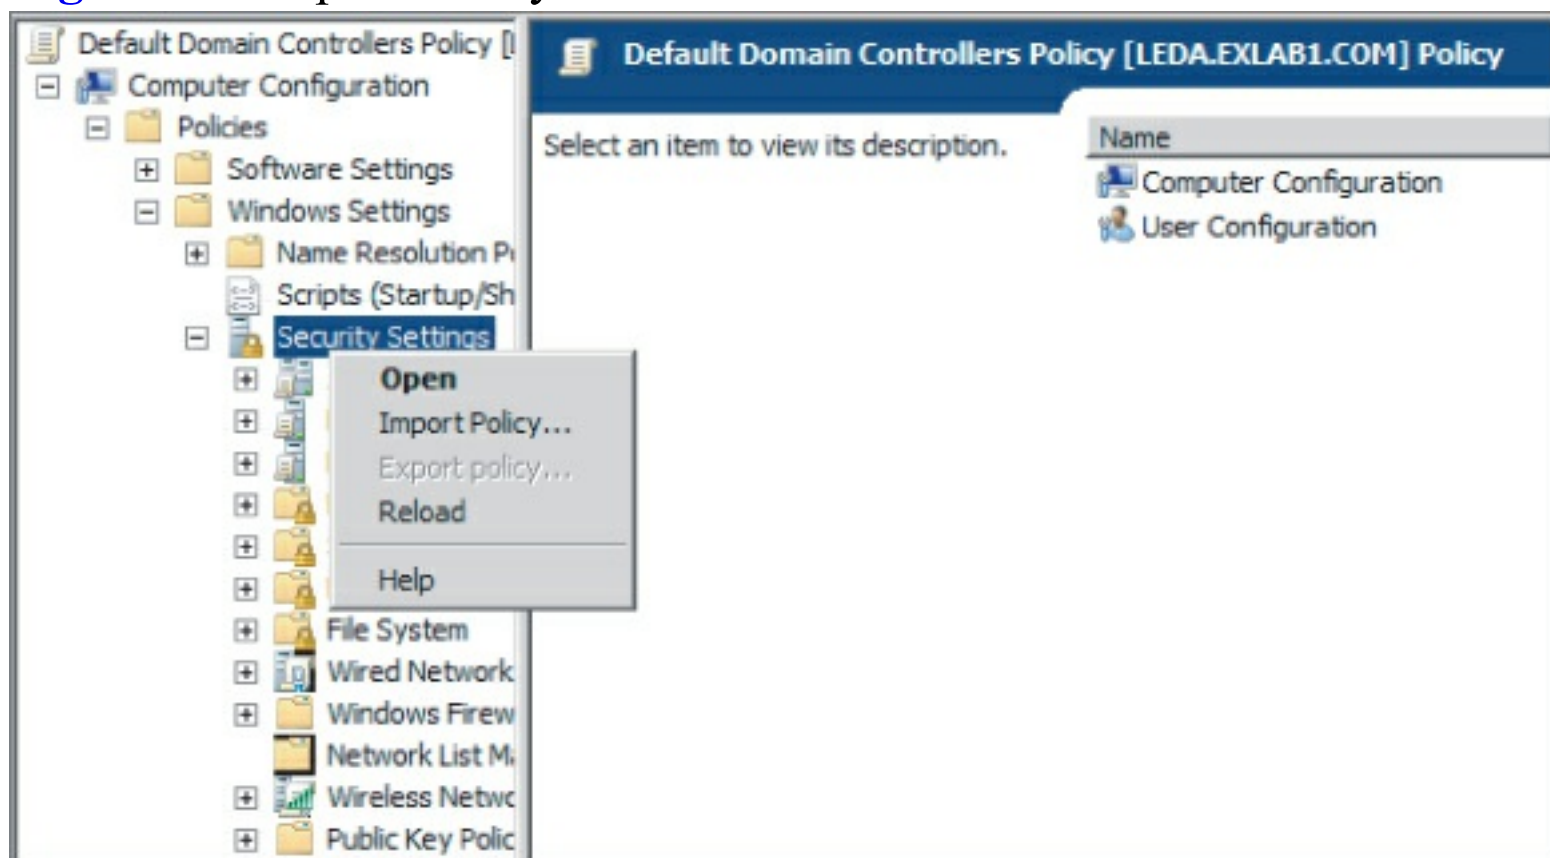 Default Domain Controllers Policy [
Computer Configuration
Policies
Software Settings
Windows Settings
Name Resolution P
Scripts (Startup/Sh
Security Settings
Open
Import Policy...
Export policy...
Reload
Help
File System
Wired Network
Windows Firew
Network List M
Wireless Netwo
Public Key Polic
Default Domain Controllers Policy [LEDA.EXLAB1.COM] Policy
Select an item to view its description.
Name
Computer Configuration
User Configuration